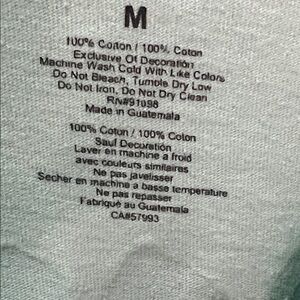 M
100% Cotton / 100% Coton
Exclusive Of Decoration
Machine Wash Cold With Like Colors
Do Not Bleach, Tumble Dry Low
Do Not Iron, Do Not Dry Clean
RN#91098
Made in Guatemala
100% Coton / 100% Coton
Sauf Decoration
Laver en machine a froid
avec couleurs similaires
Ne pas javelisser
Secher en machine a basse temperature
Ne pas repasser
Fabriqué au Guatemala
CA#57993